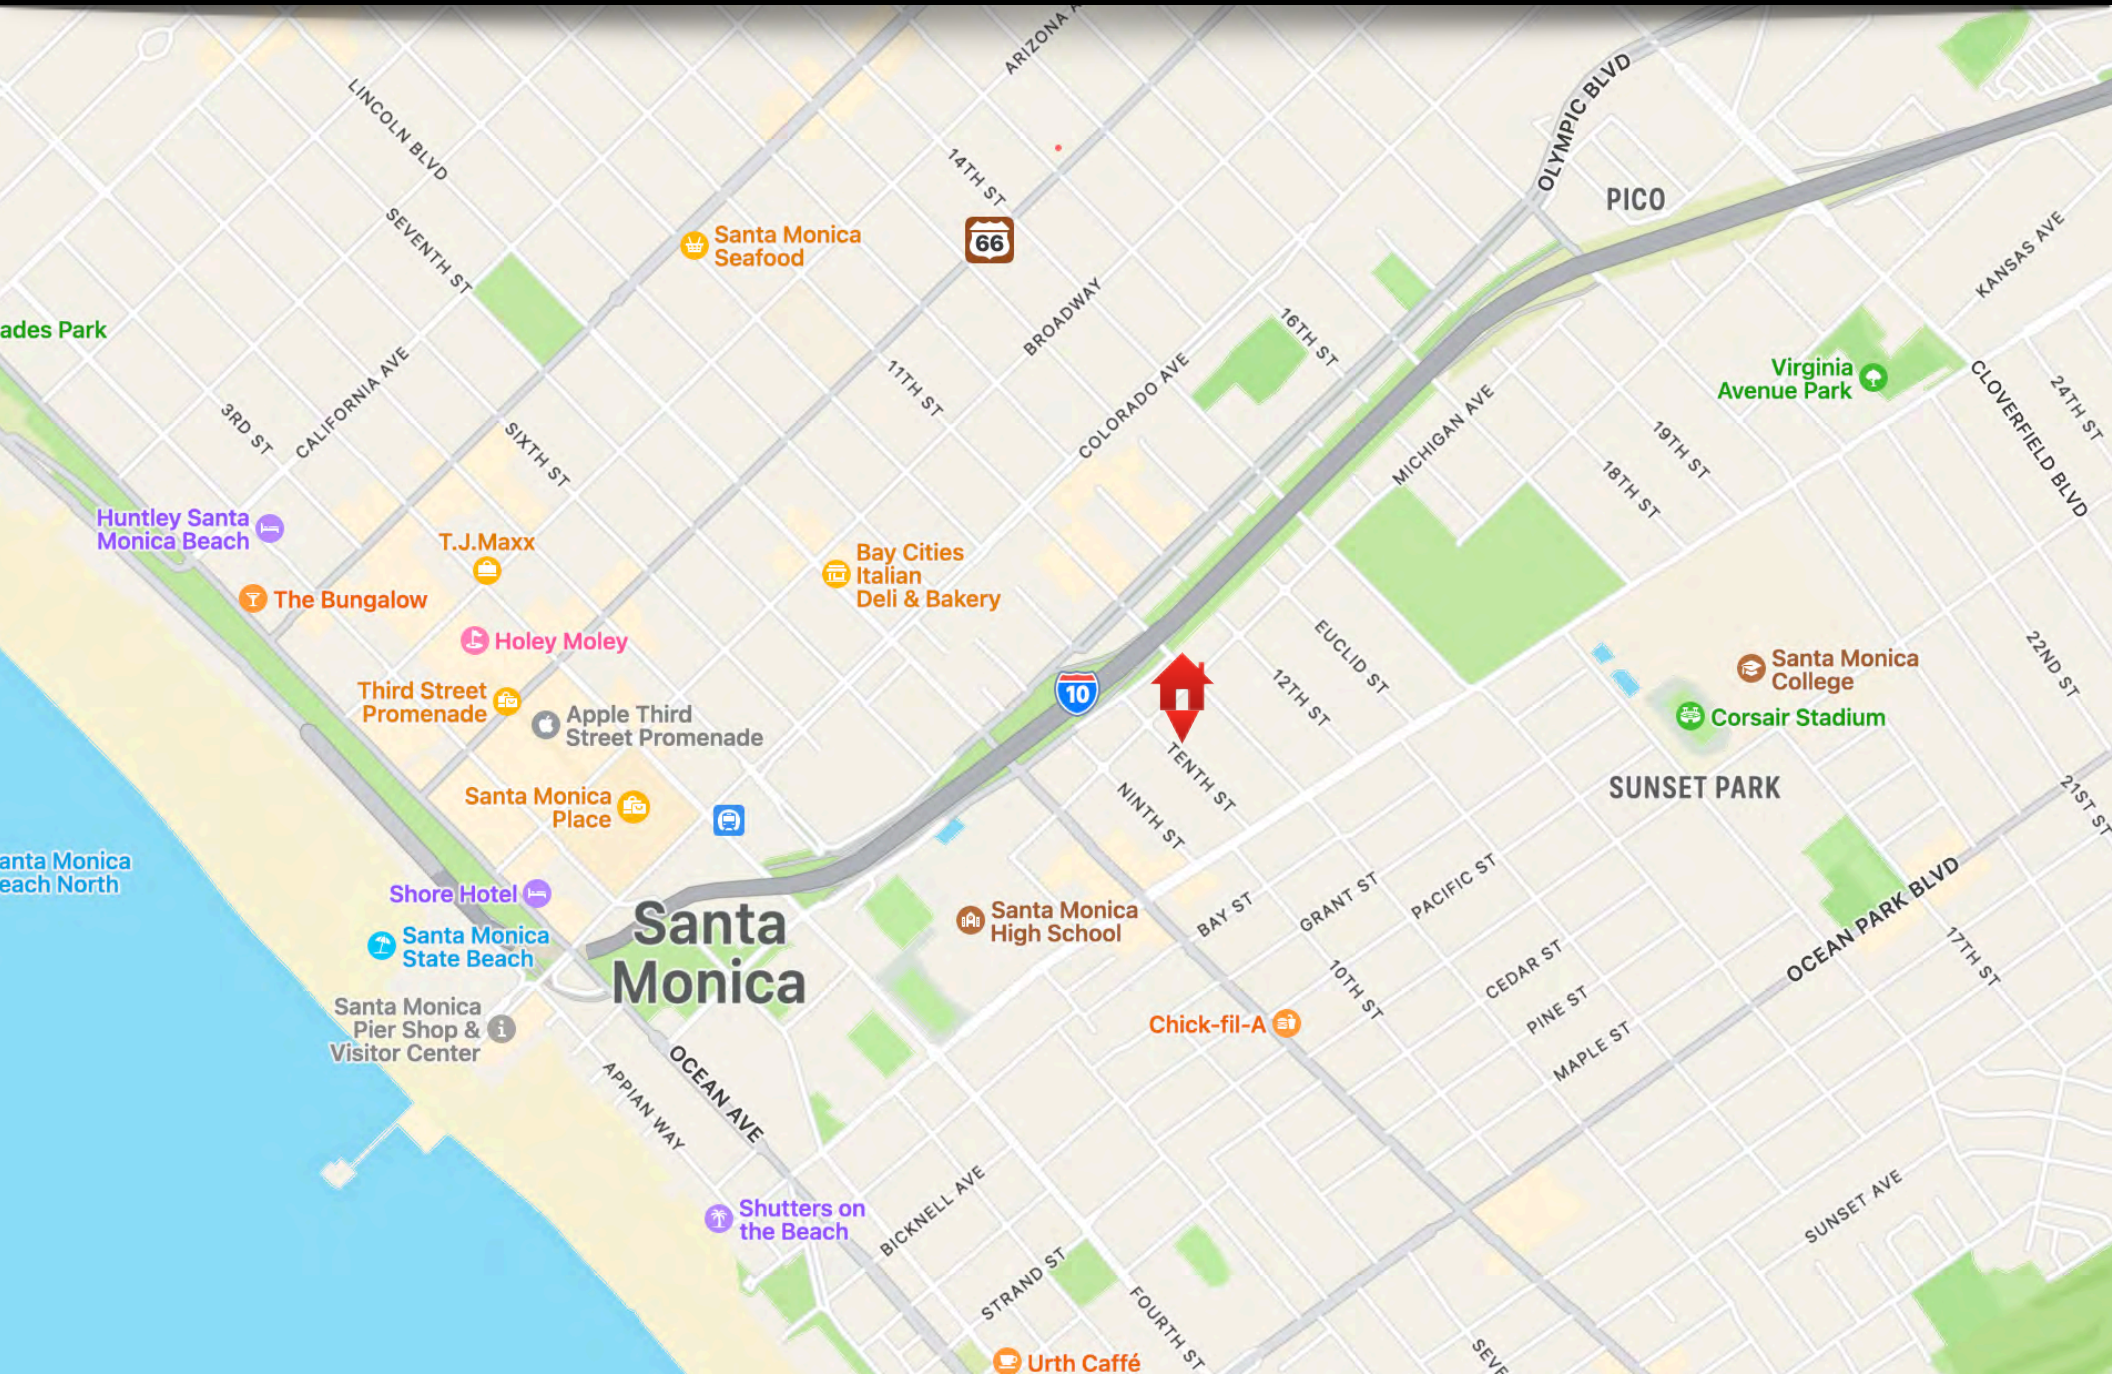 ARIZONA A
LINCOLN BLVD
OLYMPIC BLVD
14TH ST
PICO
SEVENTH ST
Santa Monica
Seafood
66
KANSAS AVE
BROADWAY
ades Park
16TH ST
CALIFORNIA AVE
11TH ST
COLORADO AVE
Virginia
Avenue Park
CLOVERFIELD BLVD
24TH ST
3RD ST
SIXTH ST
MICHIGAN AVE
19TH ST
18TH ST
Huntley Santa
Monica Beach
T.J.Maxx
Bay Cities
Italian
Deli & Bakery
The Bungalow
Holey Moley
EUCLID ST
22ND ST
Santa Monica
College
Third Street
Promenade
Apple Third
Street Promenade
10
12TH ST
Corsair Stadium
TENTH ST
SUNSET PARK
Santa Monica
Place
NINTH ST
21ST ST
anta Monica
each North
Shore Hotel
Santa
Monica
Santa Monica
High School
BAY ST
GRANT ST
PACIFIC ST
OCEAN PARK BLVD
Santa Monica
State Beach
CEDAR ST
17TH ST
10TH ST
PINE ST
Santa Monica
Pier Shop &
Visitor Center
Chick-fil-A
MAPLE ST
OCEAN AVE
APPIAN WAY
Shutters on
the Beach
BICKNELL AVE
SUNSET AVE
STRAND ST
FOURTH ST
SEVE
Urth Caffé